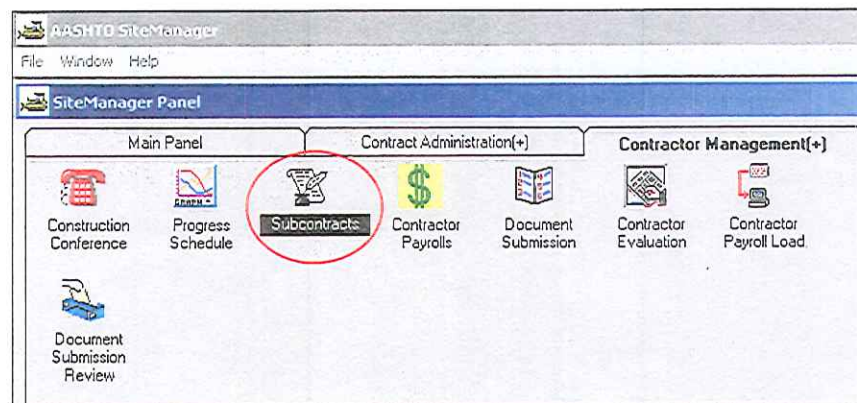 AASHTO SiteManager
File Window Help
SiteManager Panel
Main Panel
Contract Administration(+)
Contractor Management(+)
Construction
Conference
Progress
Schedule
Subcontracts
Contractor
Payrolls
Document
Submission
Contractor
Evaluation
Contractor
Payroll Load
Document
Submission
Review